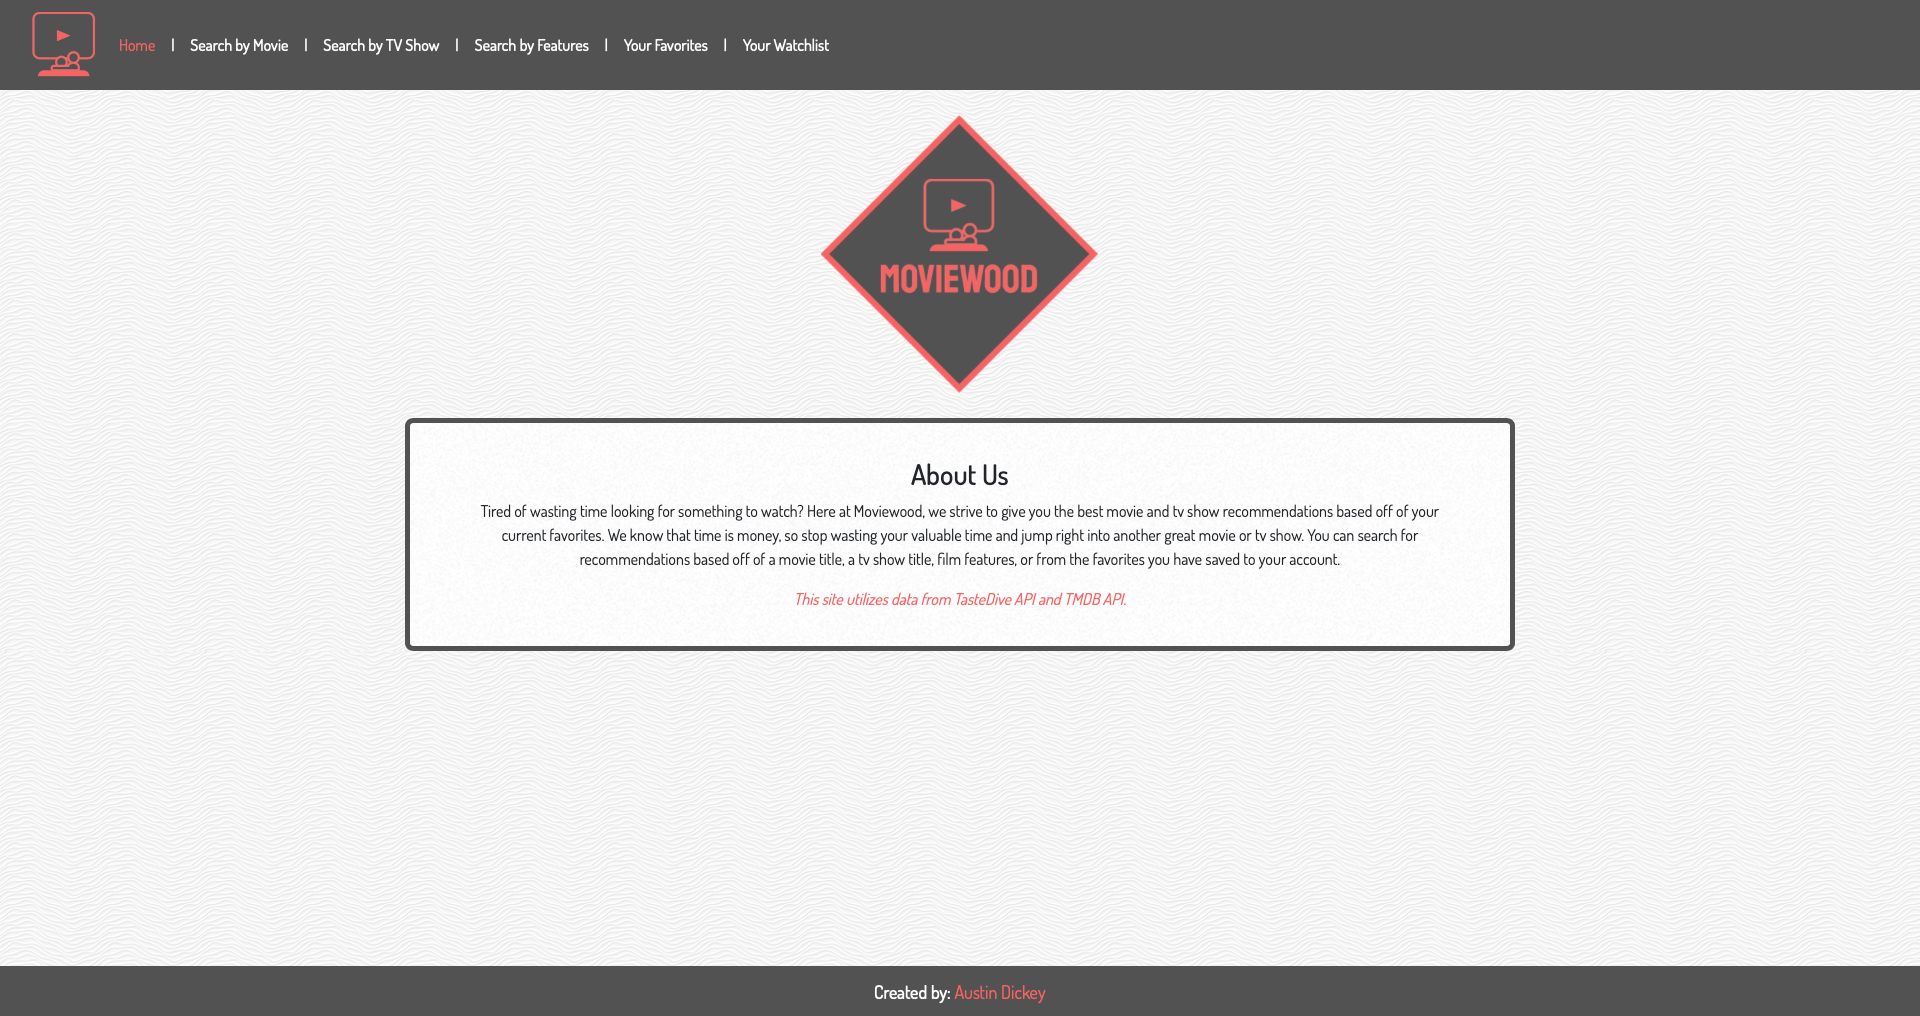 Home | Search by Movie | Search by TV Show | Search by Features | Your Favorites | Your Watchlist
MOVIEWOOD
About Us
Tired of wasting time looking for something to watch? Here at Moviewood, we strive to give you the best movie and tv show recommendations based off of your
current favorites. We know that time is money, so stop wasting your valuable time and jump right into another great movie or tv show. You can search for
recommendations based off of a movie title, a tv show title, film features, or from the favorites you have saved to your account.
This site utilizes data from TasteDive API and TMDB API.
Created by: Austin Dickey